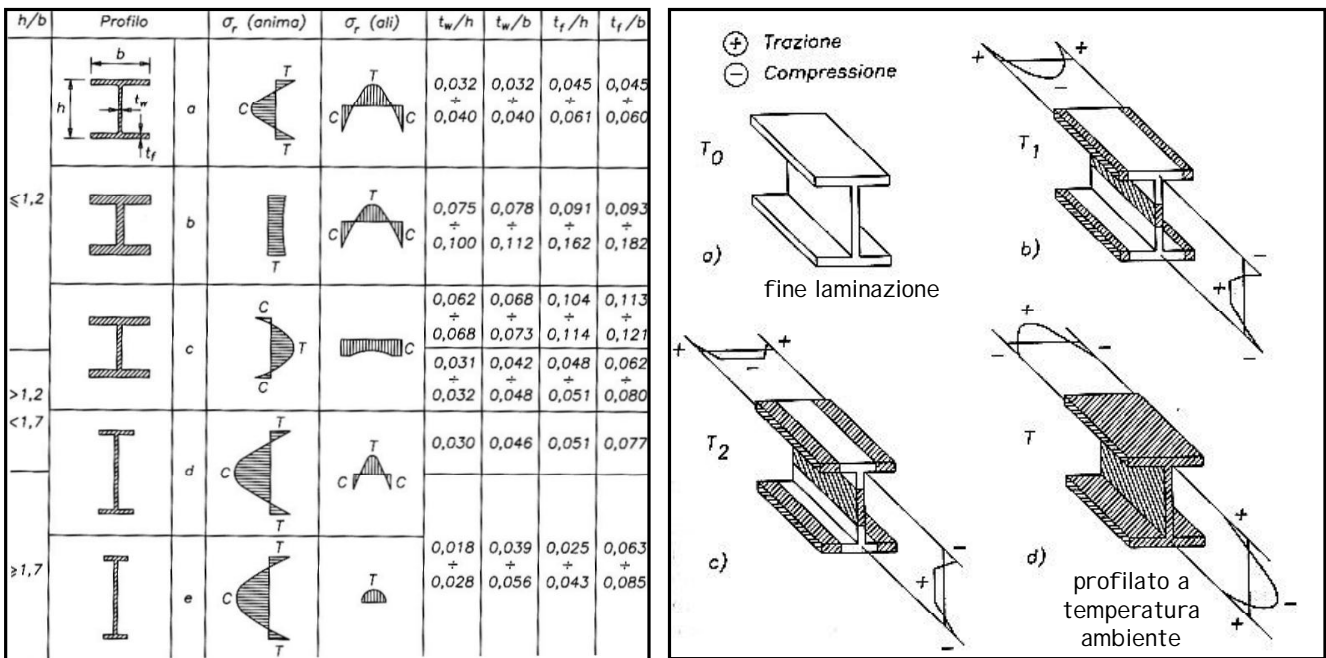 h/b Profilo σr (anima) σr (ali) tw/h tw/b tf/h tf/b
b
h
tw
tf
a
T
C
T
T
C C
0,032 0,032 0,045 0,045
÷ ÷ ÷ ÷
0,040 0,040 0,061 0,060
⩽1,2
b
T
T
C C
0,075 0,078 0,091 0,093
÷ ÷ ÷ ÷
0,100 0,112 0,162 0,182
c
C
T
C
C
0,062 0,068 0,104 0,113
÷ ÷ ÷ ÷
0,068 0,073 0,114 0,121
>1,2
0,031 0,042 0,048 0,062
÷ ÷ ÷ ÷
0,032 0,048 0,051 0,080
<1,7
d
T
C
T
T
C C
0,030 0,046 0,051 0,077
⩾1,7
e
T
C
T
T
0,018 0,039 0,025 0,063
÷ ÷ ÷ ÷
0,028 0,056 0,043 0,085
+ Trazione
− Compressione
T0
a)
fine laminazione
+ +
−
T1
b)
−
+
−
+ +
−
T2
c)
−
+
−
+
− −
T
d)
+
−
+
profilato a
temperatura
ambiente